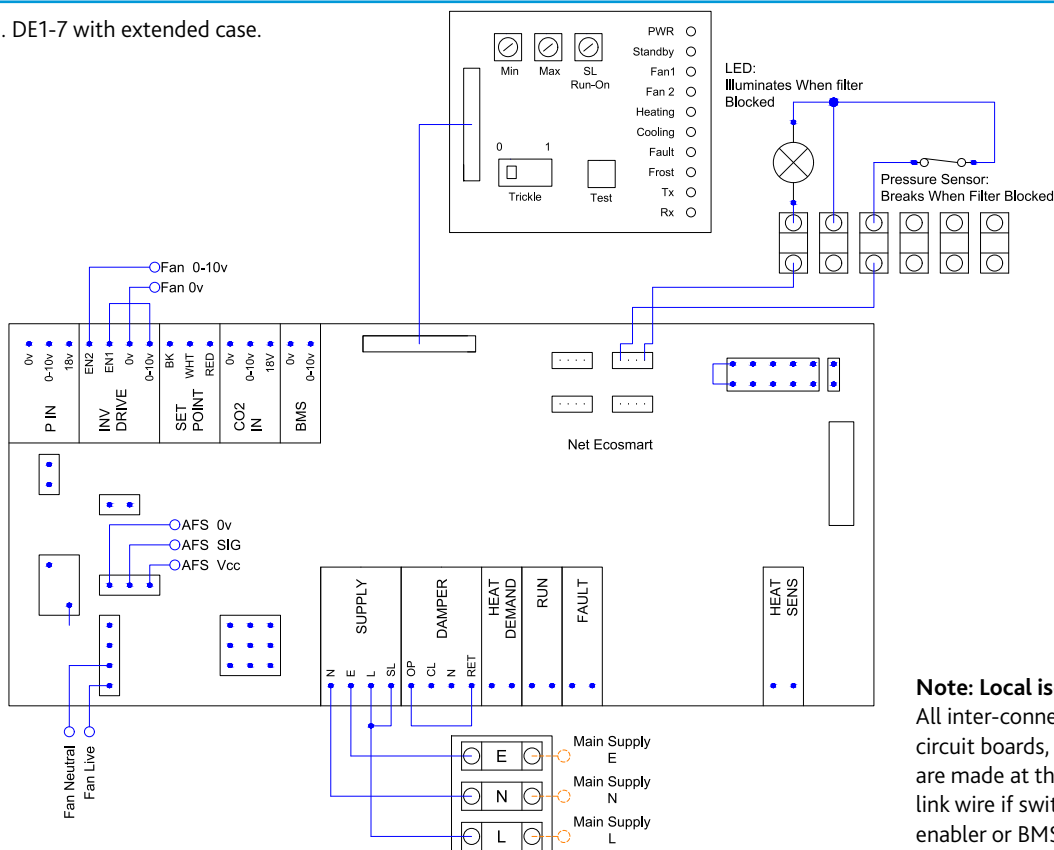 . DE1-7 with extended case.
Min
Max
SL
Run-On
0
1
Trickle
Test
PWR
Standby
Fan1
Fan 2
Heating
Cooling
Fault
Frost
Tx
Rx
LED:
Illuminates When filter
Blocked
Pressure Sensor:
Breaks When Filter Blocked
Fan 0-10v
Fan 0v
0v
0-10v
18v
EN2
EN1
0v
0-10v
BK
WHT
RED
0v
0-10v
18V
0v
0-10v
P IN
INV
DRIVE
SET
POINT
CO2
IN
BMS
Net Ecosmart
AFS 0v
AFS SIG
AFS Vcc
SUPPLY
DAMPER
HEAT
DEMAND
RUN
FAULT
HEAT
SENS
N
E
L
SL
OP
CL
N
RET
Fan Neutral
Fan Live
E
Main Supply
E
N
Main Supply
N
L
Main Supply
L
Note: Local is
All inter-conne
circuit boards,
are made at th
link wire if swit
enabler or BMS